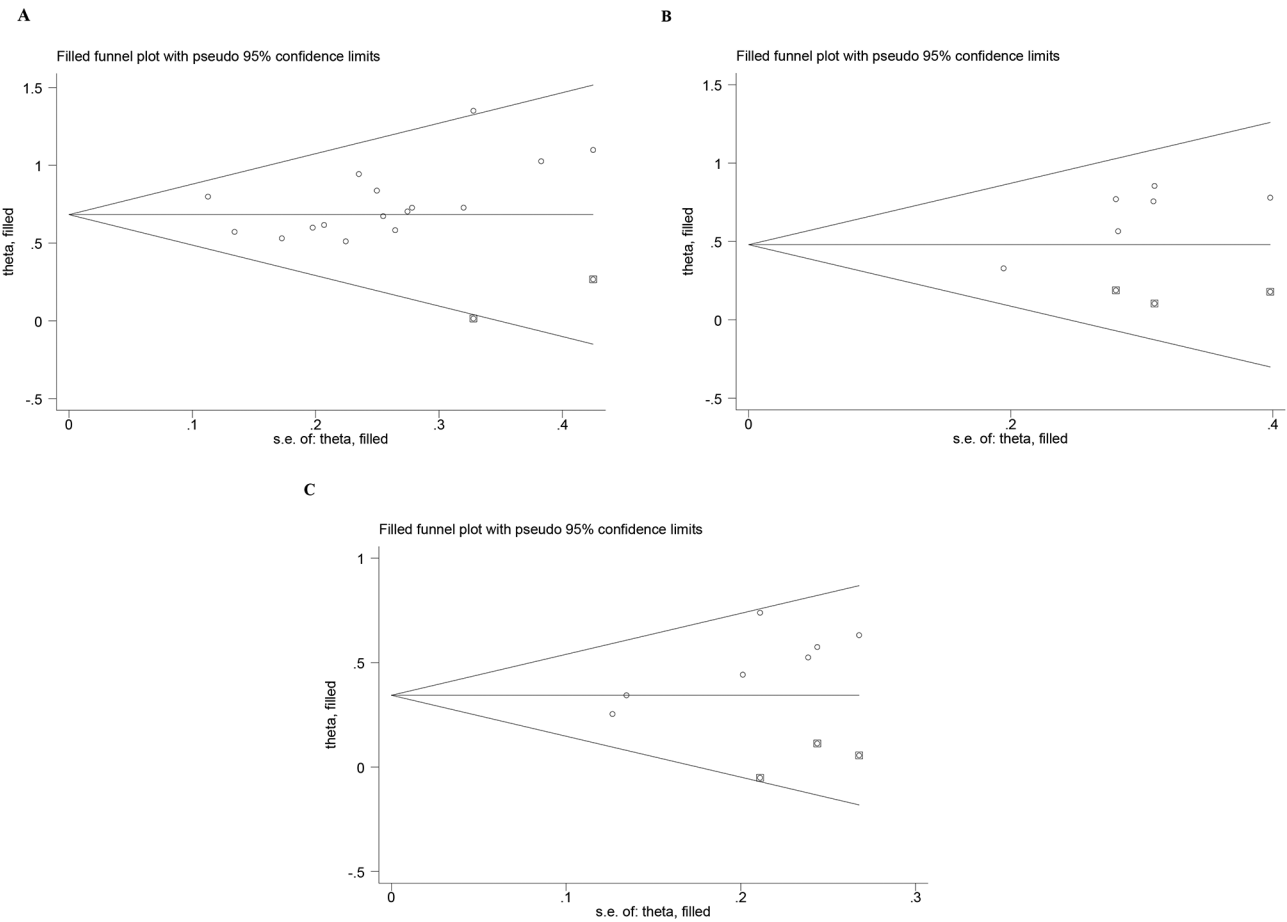 A
Filled funnel plot with pseudo 95% confidence limits
theta, filled
1.5
1
.5
0
-.5
0
.1
.2
.3
.4
s.e. of: theta, filled
B
Filled funnel plot with pseudo 95% confidence limits
theta, filled
1.5
1
.5
0
-.5
0
.2
.4
s.e. of: theta, filled
C
Filled funnel plot with pseudo 95% confidence limits
theta, filled
1
.5
0
-.5
0
.1
.2
.3
s.e. of: theta, filled